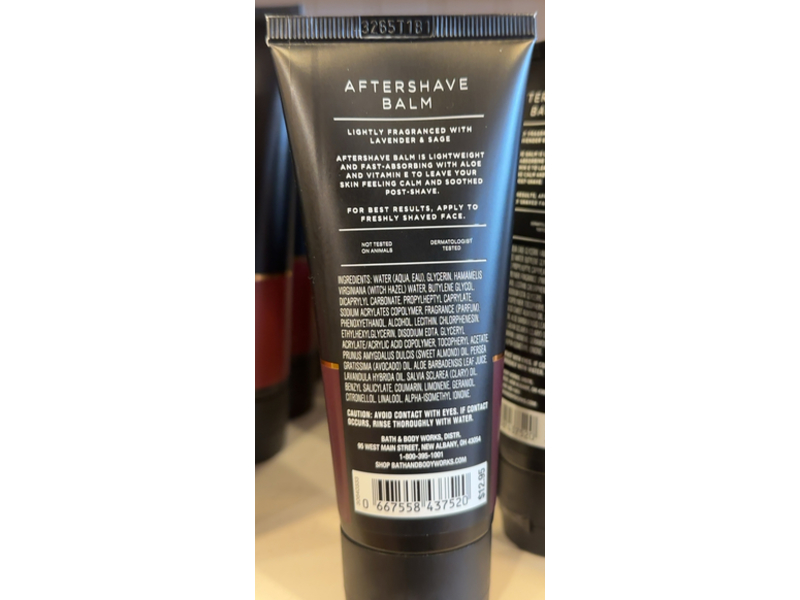 3265T1B1
AFTERSHAVE
BALM
LIGHTLY FRAGRANCED WITH
LAVENDER & SAGE
AFTERSHAVE BALM IS LIGHTWEIGHT
AND FAST-ABSORBING WITH ALOE
AND VITAMIN E TO LEAVE YOUR
SKIN FEELING CALM AND SOOTHED
POST-SHAVE.
FOR BEST RESULTS, APPLY TO
FRESHLY SHAVED FACE.
NOT TESTED
ON ANIMALS
DERMATOLOGIST
TESTED
INGREDIENTS: WATER (AQUA, EAU), GLYCERIN, HAMAMELIS
VIRGINIANA (WITCH HAZEL) WATER, BUTYLENE GLYCOL,
DICAPRYLYL CARBONATE, PROPYLHEPTYL CAPRYLATE,
SODIUM ACRYLATES COPOLYMER, FRAGRANCE (PARFUM)
PHENOXYETHANOL, ALCOHOL, LECITHIN, CHLORPHENESIN,
ETHYLHEXYLGLYCERIN, DISODIUM EDTA, GLYCERYL
ACRYLATE/ACRYLIC ACID COPOLYMER, TOCOPHERYL ACETATE,
PRUNUS AMYGDALUS DULCIS (SWEET ALMOND) OIL, PERSEA
GRATISSIMA (AVOCADO) OIL, ALOE BARBADENSIS LEAF JUICE,
LAVANDULA HYBRIDA OIL, SALVIA SCLAREA (CLARY) OIL,
BENZYL SALICYLATE, COUMARIN, LIMONENE, GERANIOL,
CITRONELLOL, LINALOOL, ALPHA-ISOMETHYL IONONE.
CAUTION: AVOID CONTACT WITH EYES. IF CONTACT
OCCURS, RINSE THOROUGHLY WITH WATER.
BATH & BODY WORKS, DISTR.
95 WEST MAIN STREET, NEW ALBANY, OH 43054
1-800-395-1001
SHOP BATHANDBODYWORKS.COM
$12.95
0 667558 437520